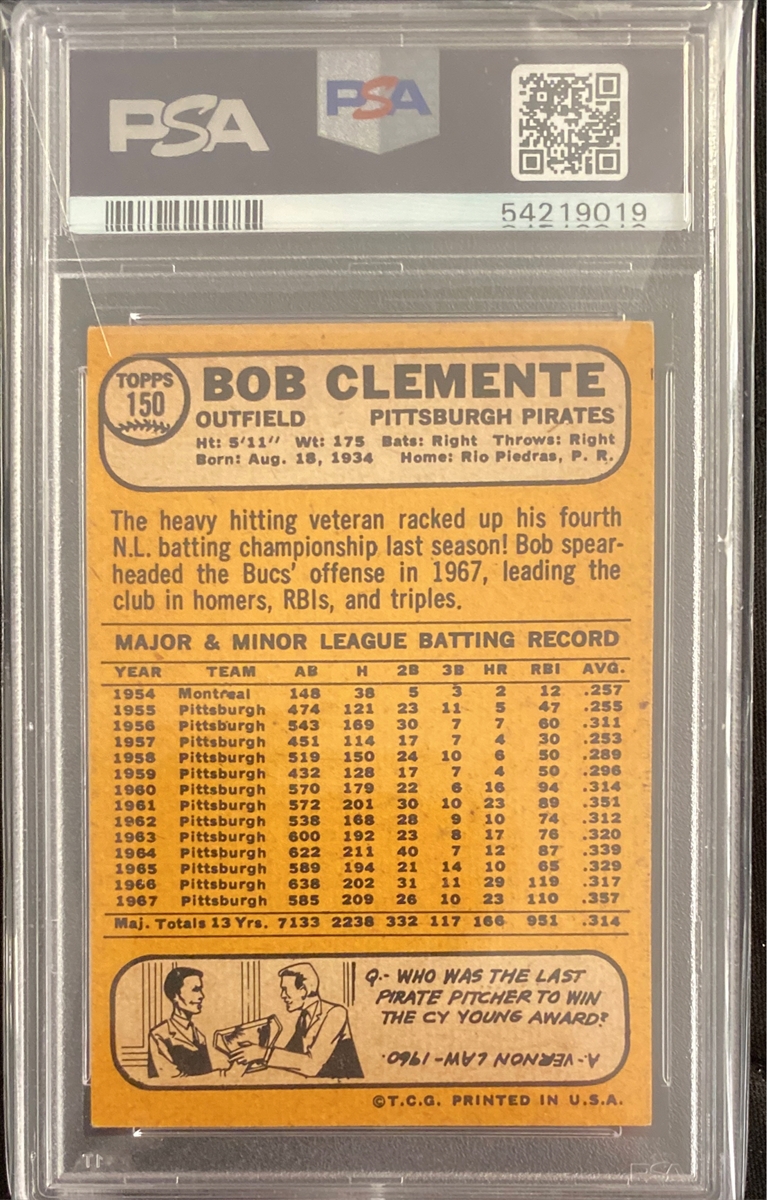 PSA
PSA
54219019
TOPPS
150
BOB CLEMENTE
OUTFIELD PITTSBURGH PIRATES
Ht: 5'11" Wt: 175 Bats: Right Throws: Right
Born: Aug. 18, 1934 Home: Rio Piedras, P. R.
The heavy hitting veteran racked up his fourth
N.L. batting championship last season! Bob spear-
headed the Bucs' offense in 1967, leading the
club in homers, RBIs, and triples.
MAJOR & MINOR LEAGUE BATTING RECORD
YEAR TEAM AB H 2B 3B HR RBI AVG.
1954 Montreal 148 38 5 3 2 12 .257
1955 Pittsburgh 474 121 23 11 5 47 .255
1956 Pittsburgh 543 169 30 7 7 60 .311
1957 Pittsburgh 451 114 17 7 4 30 .253
1958 Pittsburgh 519 150 24 10 6 50 .289
1959 Pittsburgh 432 128 17 7 4 50 .296
1960 Pittsburgh 570 179 22 6 16 94 .314
1961 Pittsburgh 572 201 30 10 23 89 .351
1962 Pittsburgh 538 168 28 9 10 74 .312
1963 Pittsburgh 600 192 23 8 17 76 .320
1964 Pittsburgh 622 211 40 7 12 87 .339
1965 Pittsburgh 589 194 21 14 10 65 .329
1966 Pittsburgh 638 202 31 11 29 119 .317
1967 Pittsburgh 585 209 26 10 23 110 .357
Maj. Totals 13 Yrs. 7133 2238 332 117 166 951 .314
Q.- WHO WAS THE LAST
PIRATE PITCHER TO WIN
THE CY YOUNG AWARD?
A.- VERNON LAW - 1960.
©T.C.G. PRINTED IN U.S.A.
PSA